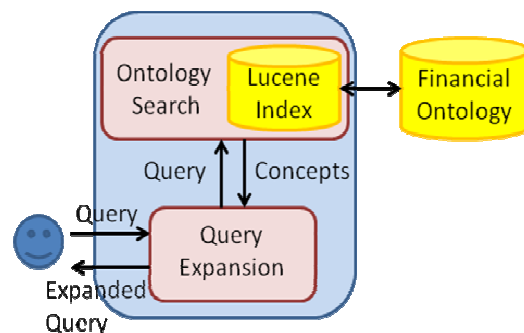 Ontology
Search
Lucene
Index
Financial
Ontology
Query
Concepts
Query
Query
Expansion
Expanded
Query